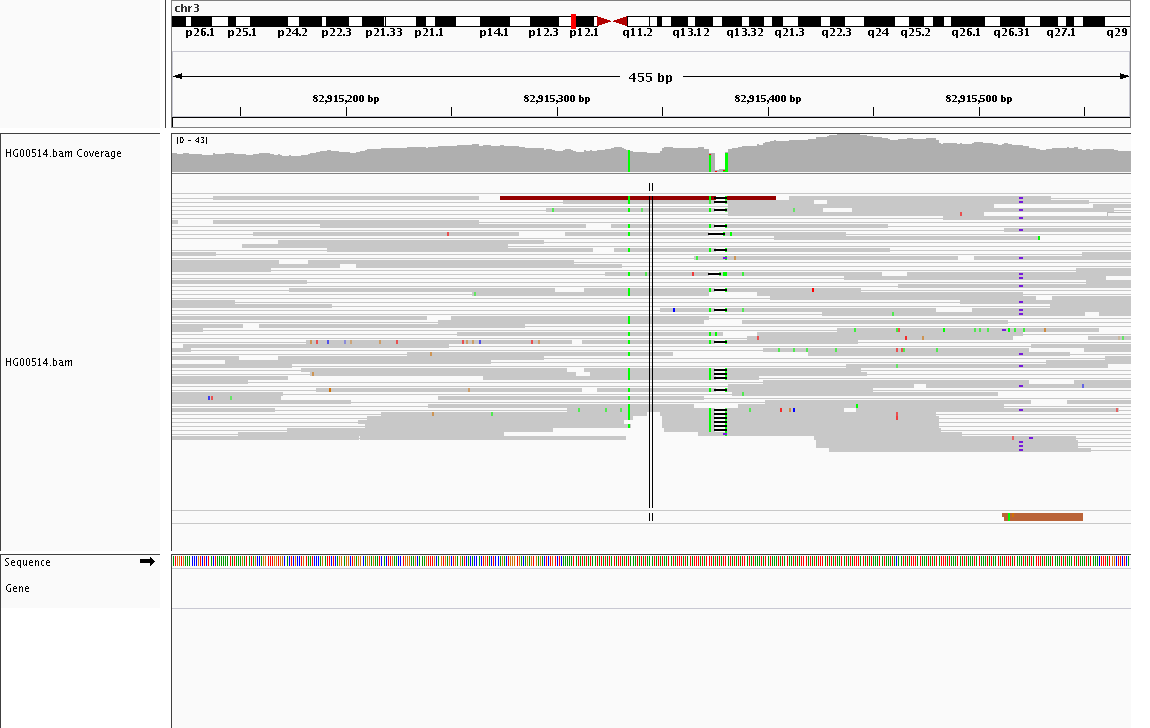 chr3
p26.1 p25.1 p24.2 p22.3 p21.33 p21.1 p14.1 p12.3 p12.1 q11.2 q13.12 q13.32 q21.3 q22.3 q24 q25.2 q26.1 q26.31 q27.1 q29
455 bp
82,915,200 bp 82,915,300 bp 82,915,400 bp 82,915,500 bp
[0 - 43]
HG00514.bam Coverage
HG00514.bam
Sequence
Gene